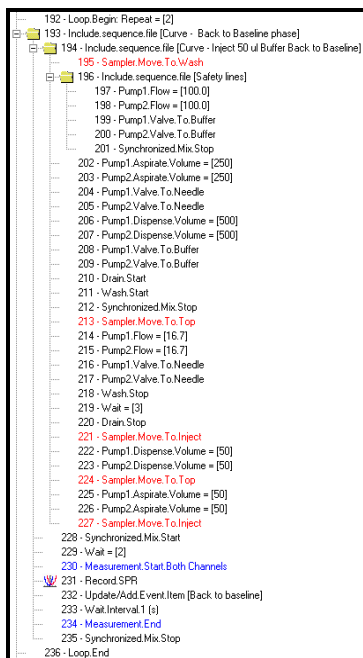 192 - Loop.Begin: Repeat = [2]
193 - Include.sequence.file [Curve - Back to Baseline phase]
194 - Include.sequence.file [Curve - Inject 50 ul Buffer Back to Baseline]
195 - Sampler.Move.To.Wash
196 - Include.sequence.file [Safety lines]
197 - Pump1.Flow = [100.0]
198 - Pump2.Flow = [100.0]
199 - Pump1.Valve.To.Buffer
200 - Pump2.Valve.To.Buffer
201 - Synchronized.Mix.Stop
202 - Pump1.Aspirate.Volume = [250]
203 - Pump2.Aspirate.Volume = [250]
204 - Pump1.Valve.To.Needle
205 - Pump2.Valve.To.Needle
206 - Pump1.Dispense.Volume = [500]
207 - Pump2.Dispense.Volume = [500]
208 - Pump1.Valve.To.Buffer
209 - Pump2.Valve.To.Buffer
210 - Drain.Start
211 - Wash.Start
212 - Synchronized.Mix.Stop
213 - Sampler.Move.To.Top
214 - Pump1.Flow = [16.7]
215 - Pump2.Flow = [16.7]
216 - Pump1.Valve.To.Needle
217 - Pump2.Valve.To.Needle
218 - Wash.Stop
219 - Wait = [3]
220 - Drain.Stop
221 - Sampler.Move.To.Inject
222 - Pump1.Dispense.Volume = [50]
223 - Pump2.Dispense.Volume = [50]
224 - Sampler.Move.To.Top
225 - Pump1.Aspirate.Volume = [50]
226 - Pump2.Aspirate.Volume = [50]
227 - Sampler.Move.To.Inject
228 - Synchronized.Mix.Start
229 - Wait = [2]
230 - Measurement.Start.Both Channels
231 - Record.SPR
232 - Update/Add.Event.Item [Back to baseline]
233 - Wait.Interval.1 (s)
234 - Measurement.End
235 - Synchronized.Mix.Stop
236 - Loop.End